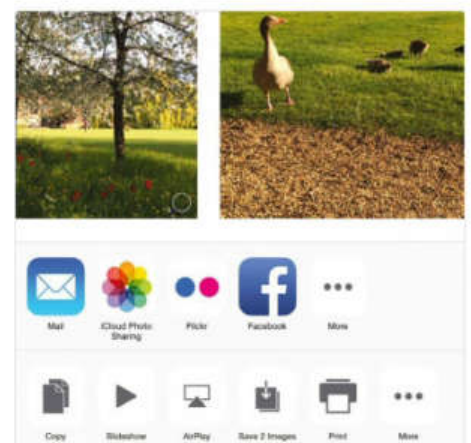 Mail
iCloud Photo
Sharing
Flickr
Facebook
More
Copy
Slideshow
AirPlay
Save 2 Images
Print
More